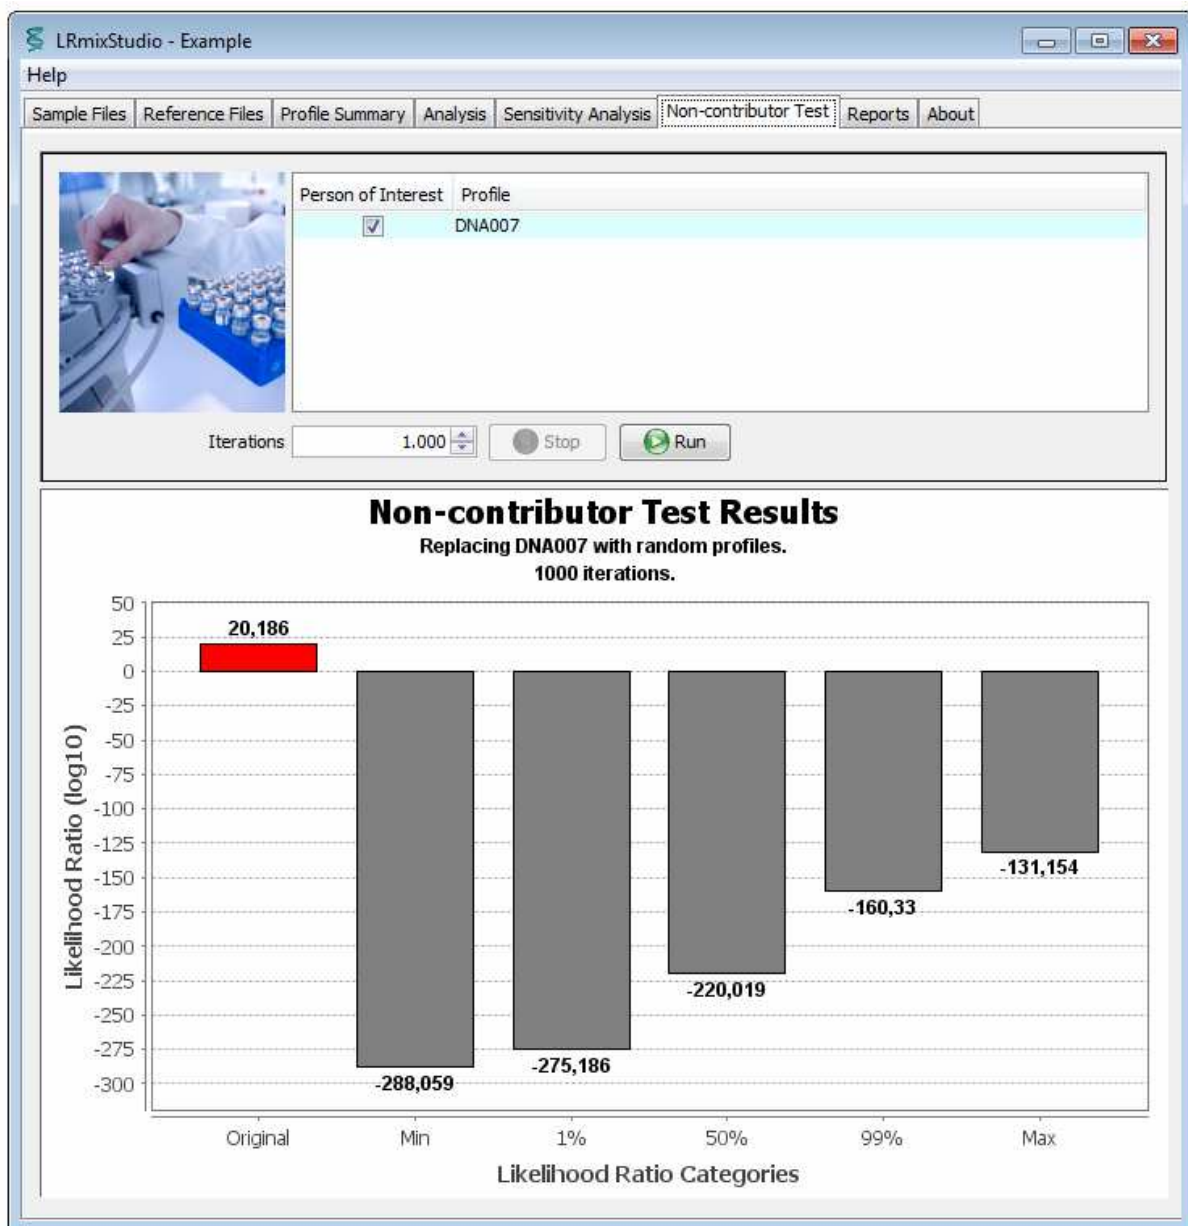 LRmixStudio - Example
Help
Sample Files Reference Files Profile Summary Analysis Sensitivity Analysis Non-contributor Test Reports About
Person of Interest Profile
DNA007
Iterations 1.000 Stop Run
Non-contributor Test Results
Replacing DNA007 with random profiles.
1000 iterations.
50
20,186
25
0
-25
-50
-75
-100
-125
-131,154
-150
-160,33
-175
-200
-225
-220,019
-250
-275
-275,186
-288,059
-300
Likelihood Ratio (log10)
Original Min 1% 50% 99% Max
Likelihood Ratio Categories